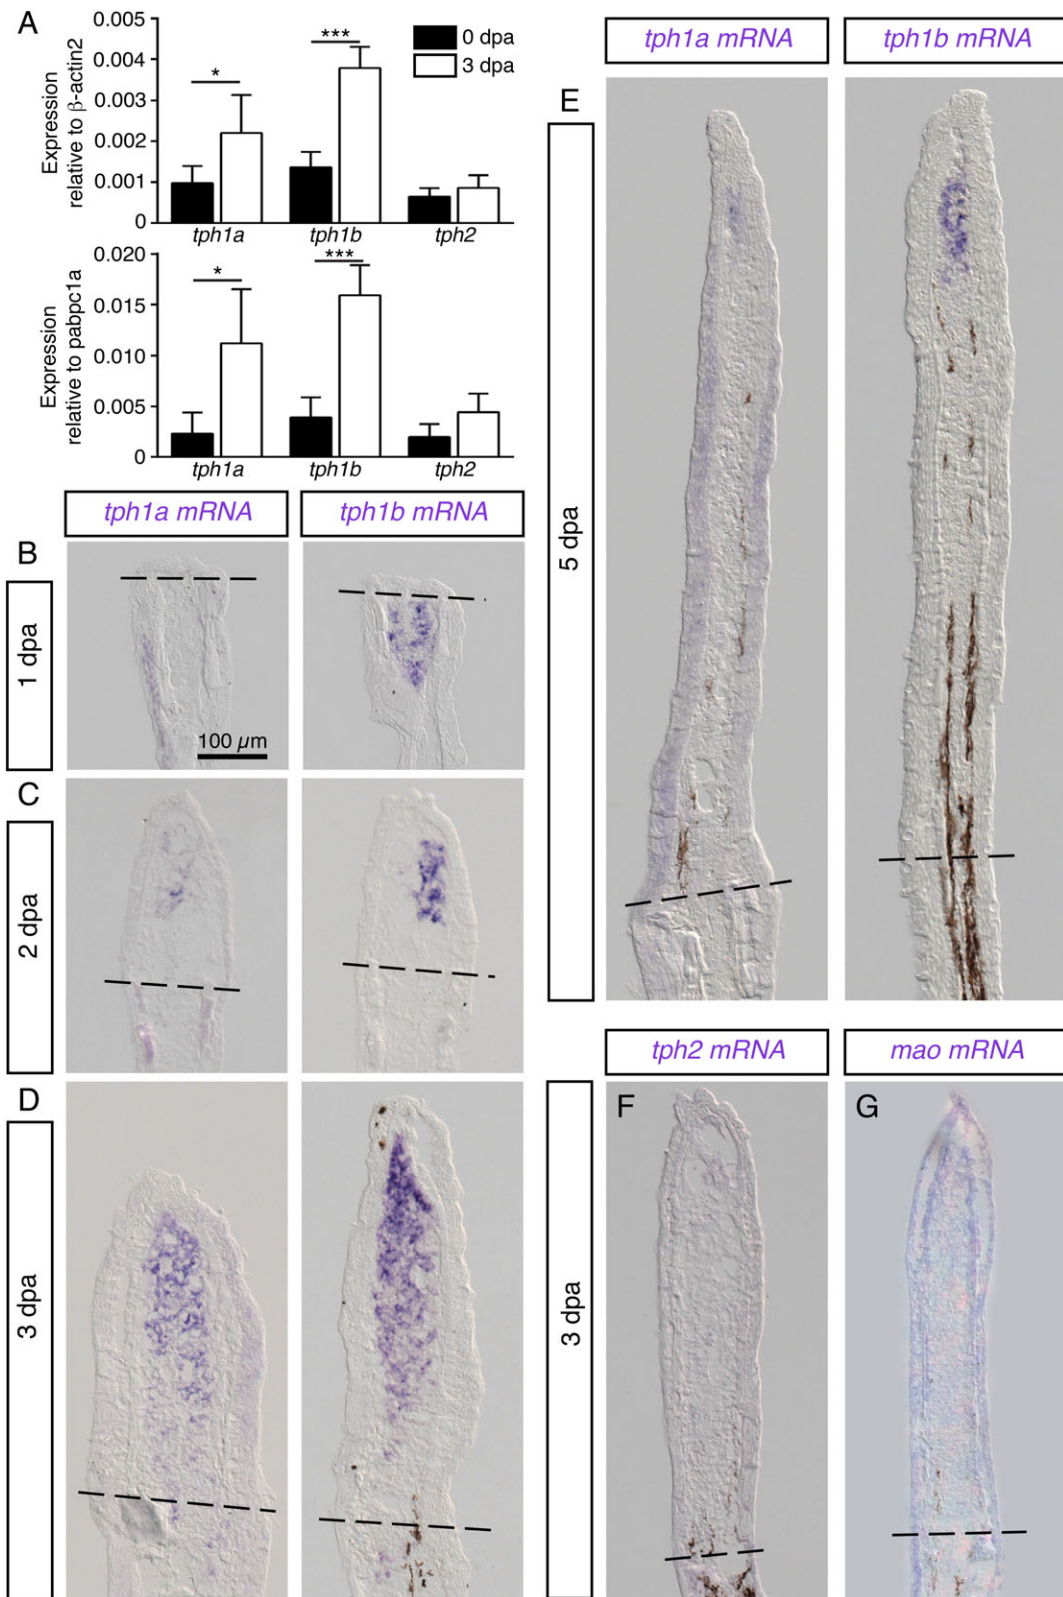 A
0.005
0.004
0.003
0.002
0.001
0
Expression
relative to β-actin2
*
***
0 dpa
3 dpa
tph1a
tph1b
tph2
0.020
0.015
0.010
0.005
0
Expression
relative to pabpc1a
*
***
tph1a
tph1b
tph2
tph1a mRNA
tph1b mRNA
B
1 dpa
100 µm
C
2 dpa
D
3 dpa
tph1a mRNA
tph1b mRNA
E
5 dpa
tph2 mRNA
mao mRNA
F
G
3 dpa